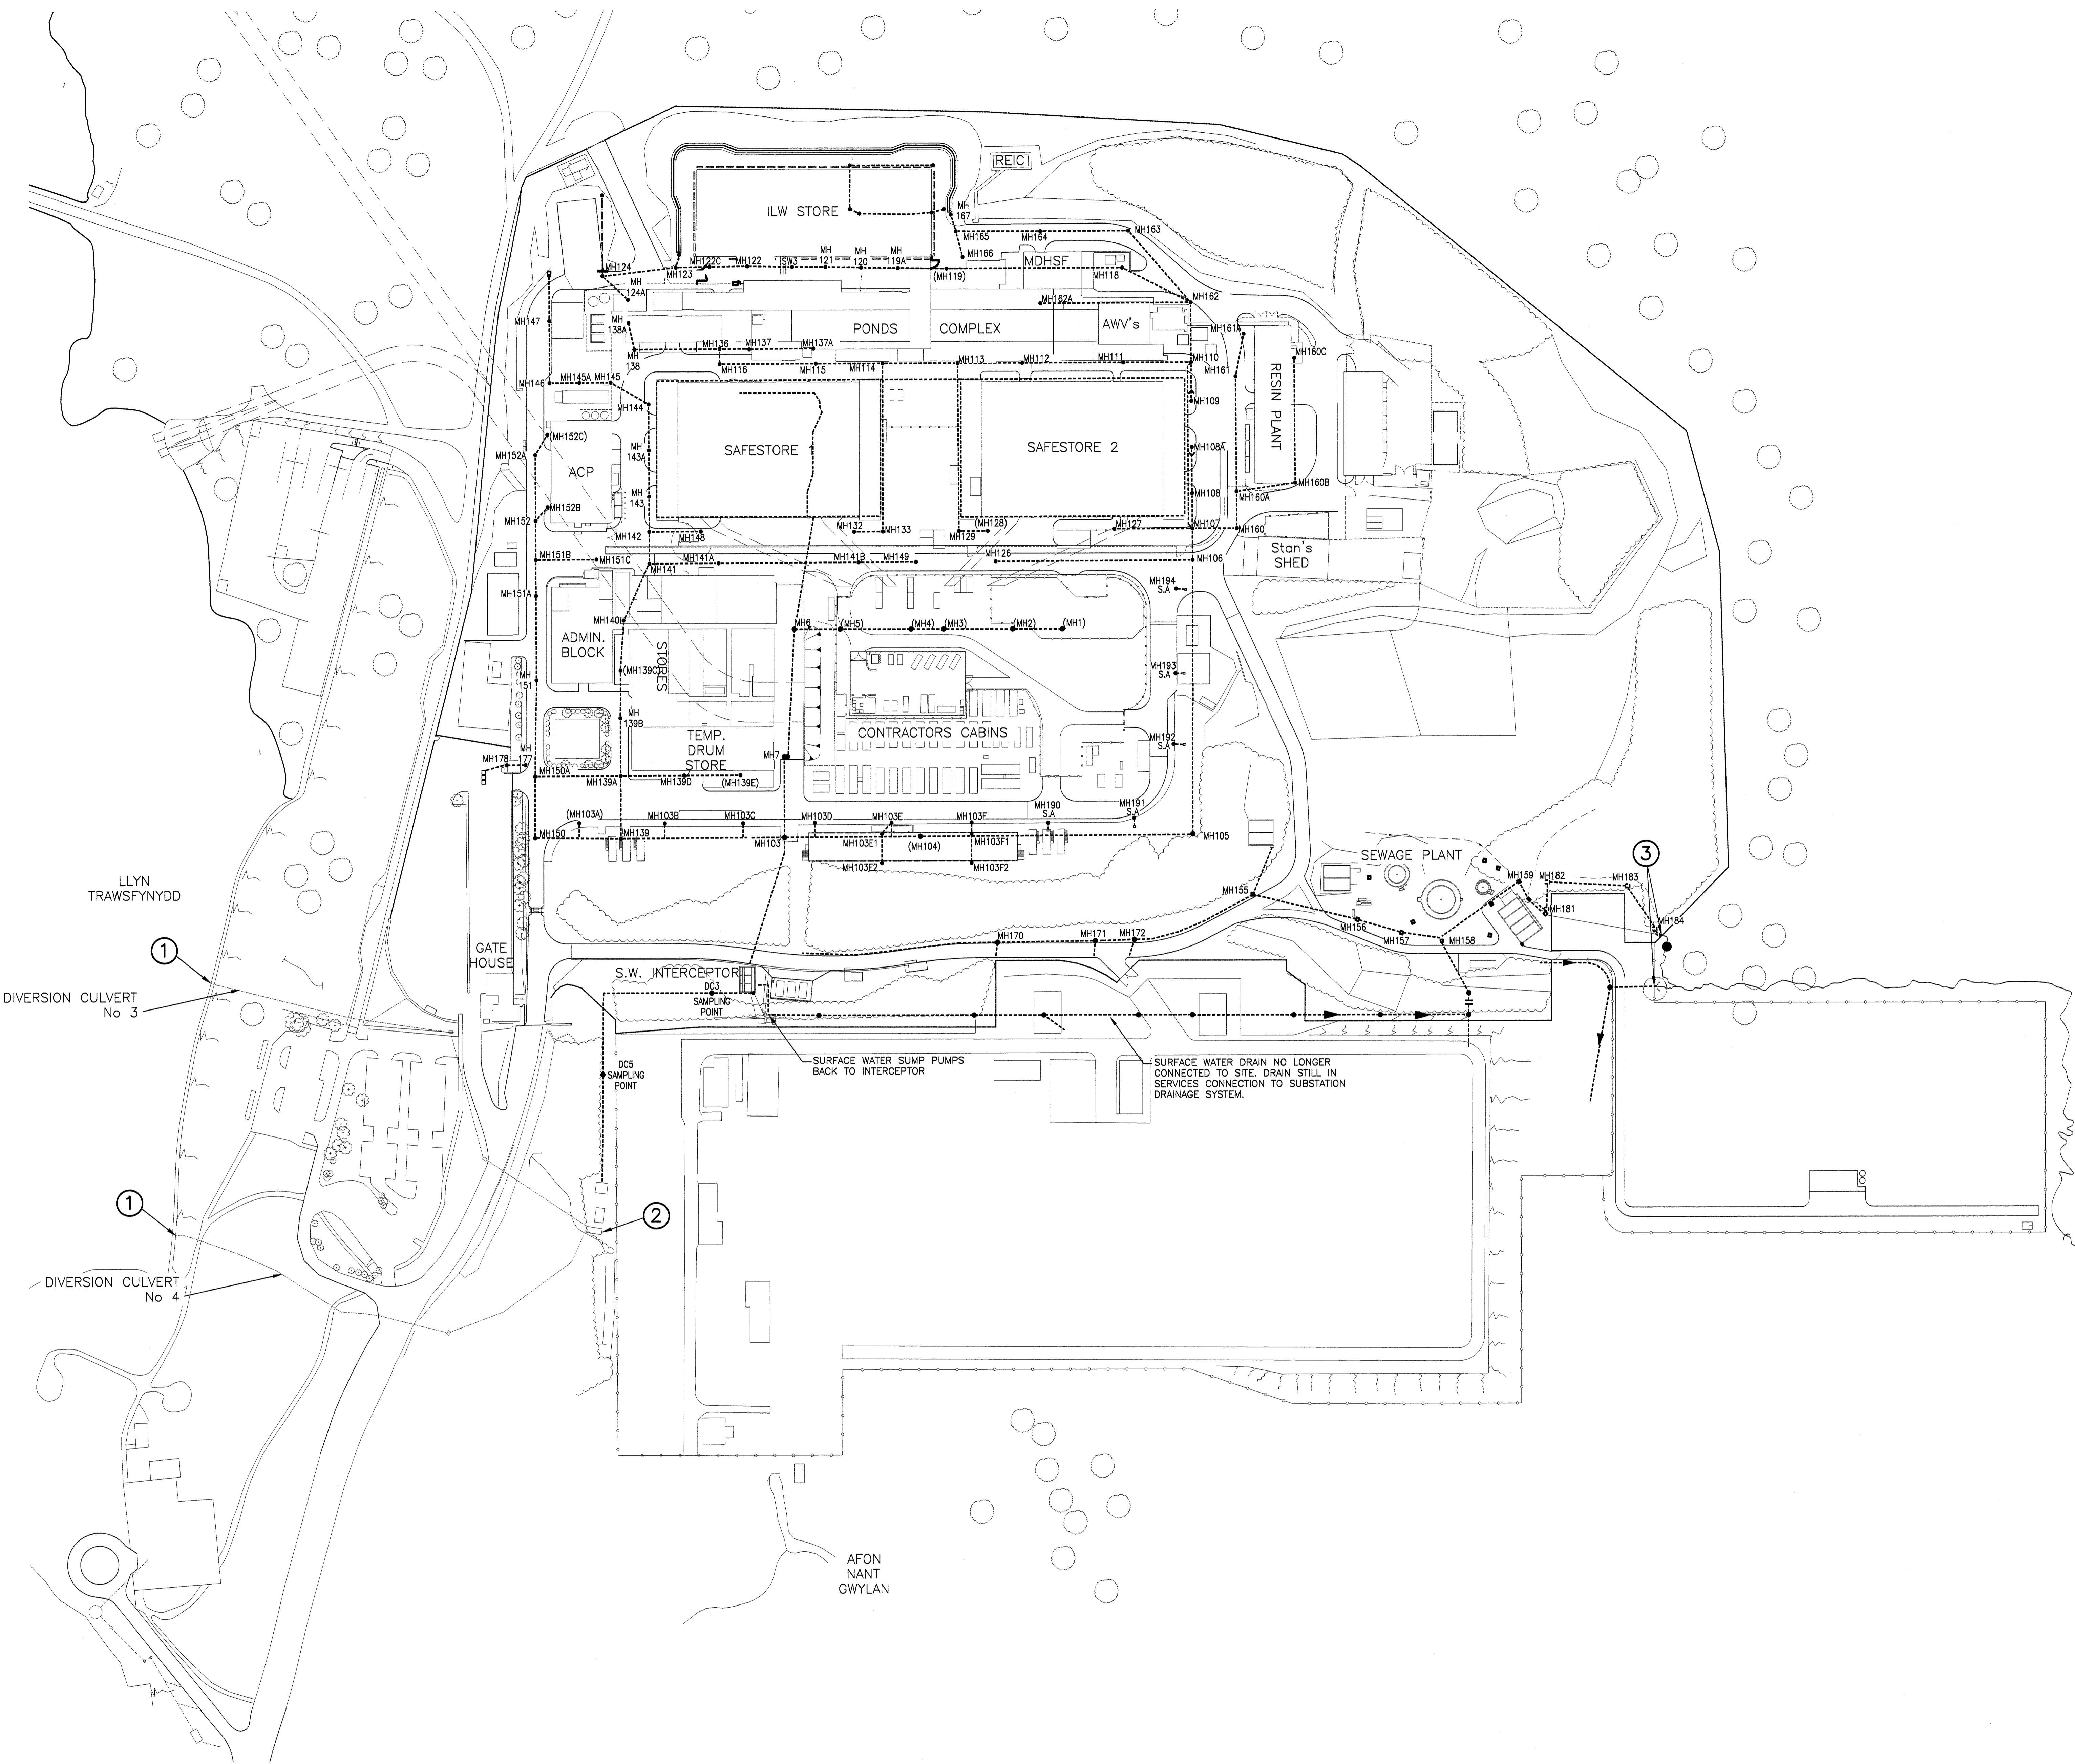 REIC
ILW STORE
MH
167
MH165
MH164
MH163
MH166
MDHSF
MH124
MH123
MH122C
MH122
SW3
MH
121
MH
120
MH
119A
(MH119)
MH118
MH
124A
MH162A
MH162
MH147
MH
138A
PONDS COMPLEX
AWV's
MH161A
MH
138
MH136
MH137
MH137A
MH116
MH115
MH114
MH113
MH112
MH111
MH110
MH161
MH160C
MH146
MH145A
MH145
MH144
MH109
RESIN PLANT
(MH152C)
MH152A
MH
143A
SAFESTORE 1
SAFESTORE 2
MH108A
ACP
MH
143
MH108
MH160A
MH160B
MH152B
MH152
MH142
MH148
MH132
MH133
(MH128)
MH129
MH127
MH107
MH160
MH151B
MH151C
MH141
MH141A
MH141B
MH149
MH126
MH106
Stan's
SHED
MH151A
MH194
S.A
MH140
MH6
(MH5)
(MH4)
(MH3)
(MH2)
(MH1)
ADMIN.
BLOCK
STORES
(MH139C)
MH
151
MH193
S.A
MH
139B
TEMP.
DRUM
STORE
CONTRACTORS CABINS
MH192
S.A
MH
177
MH178
MH7
MH150A
MH139A
MH139D
(MH139E)
(MH103A)
MH103B
MH103C
MH103D
MH103E
MH103F
MH190
S.A
MH191
S.A
MH150
MH139
MH103
MH103E1
(MH104)
MH103F1
MH105
MH103E2
MH103F2
SEWAGE PLANT
3
LLYN
TRAWSFYNYDD
MH155
MH159
MH182
MH183
MH181
MH184
MH156
MH157
MH158
1
GATE
HOUSE
MH170
MH171
MH172
S.W. INTERCEPTOR
DC3
SAMPLING
POINT
DIVERSION CULVERT
No 3
DC5
SAMPLING
POINT
SURFACE WATER SUMP PUMPS
BACK TO INTERCEPTOR
SURFACE WATER DRAIN NO LONGER
CONNECTED TO SITE. DRAIN STILL IN
SERVICES CONNECTION TO SUBSTATION
DRAINAGE SYSTEM.
1
2
DIVERSION CULVERT
No 4
AFON
NANT
GWYLAN